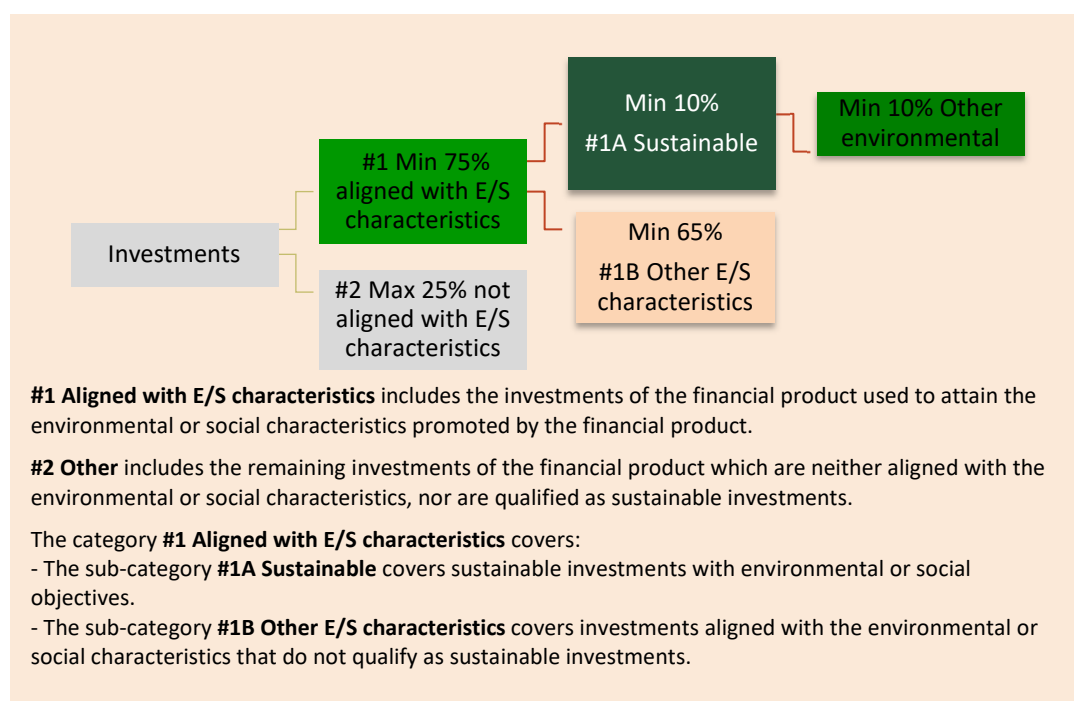 Min 10%
#1A Sustainable
Min 10% Other
environmental
#1 Min 75%
aligned with E/S
characteristics
Investments
Min 65%
#1B Other E/S
characteristics
#2 Max 25% not
aligned with E/S
characteristics
#1 Aligned with E/S characteristics includes the investments of the financial product used to attain the
environmental or social characteristics promoted by the financial product.
#2 Other includes the remaining investments of the financial product which are neither aligned with the
environmental or social characteristics, nor are qualified as sustainable investments.
The category #1 Aligned with E/S characteristics covers:
- The sub-category #1A Sustainable covers sustainable investments with environmental or social
objectives.
- The sub-category #1B Other E/S characteristics covers investments aligned with the environmental or
social characteristics that do not qualify as sustainable investments.